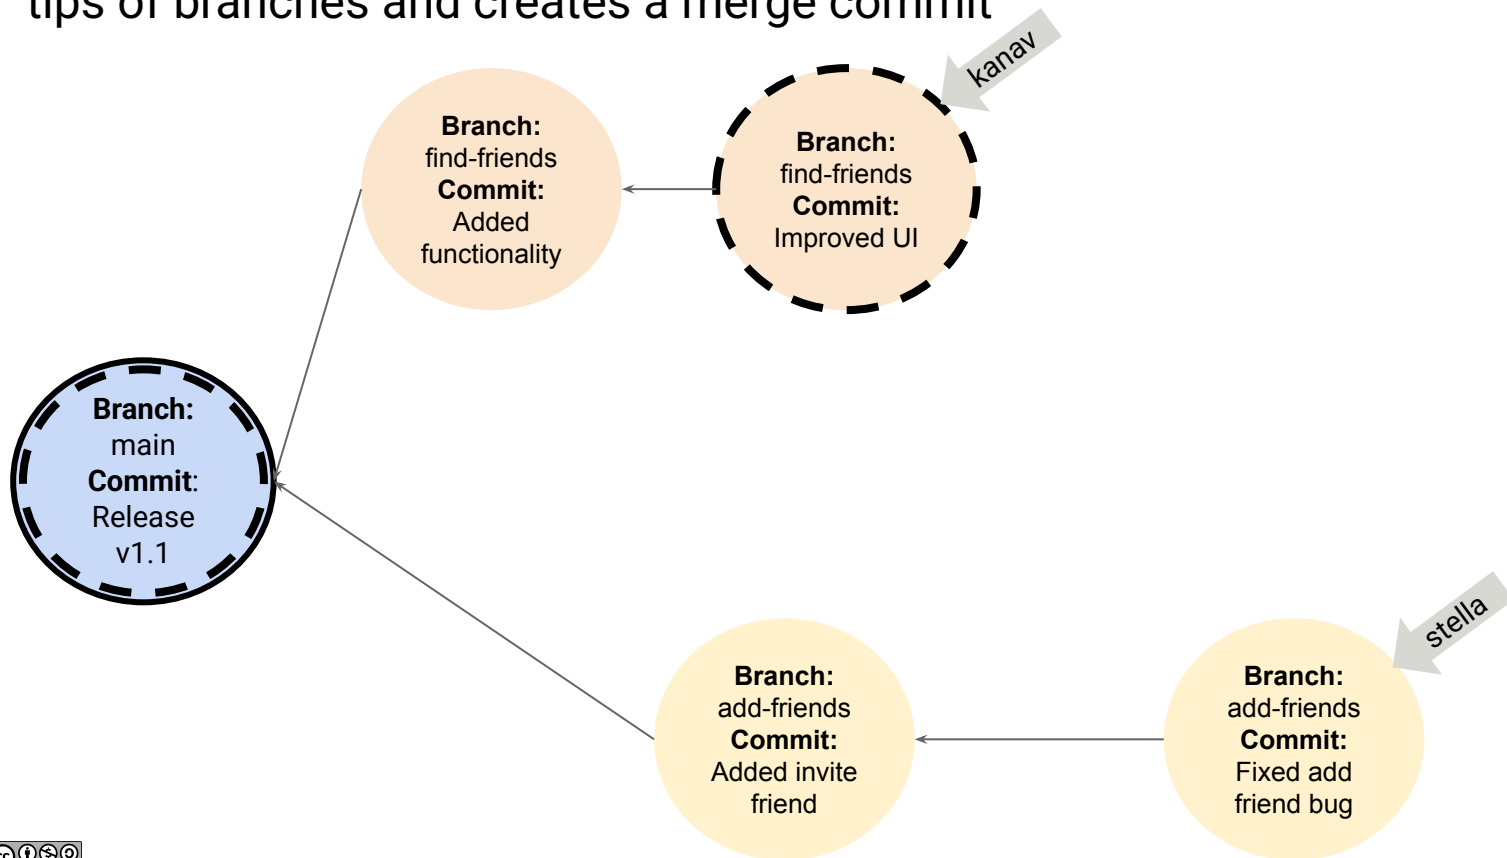 tips of branches and creates a merge commit
kanav
Branch:
find-friends
Commit:
Added
functionality
Branch:
find-friends
Commit:
Improved UI
Branch:
main
Commit:
Release
v1.1
stella
Branch:
add-friends
Commit:
Added invite
friend
Branch:
add-friends
Commit:
Fixed add
friend bug
cc